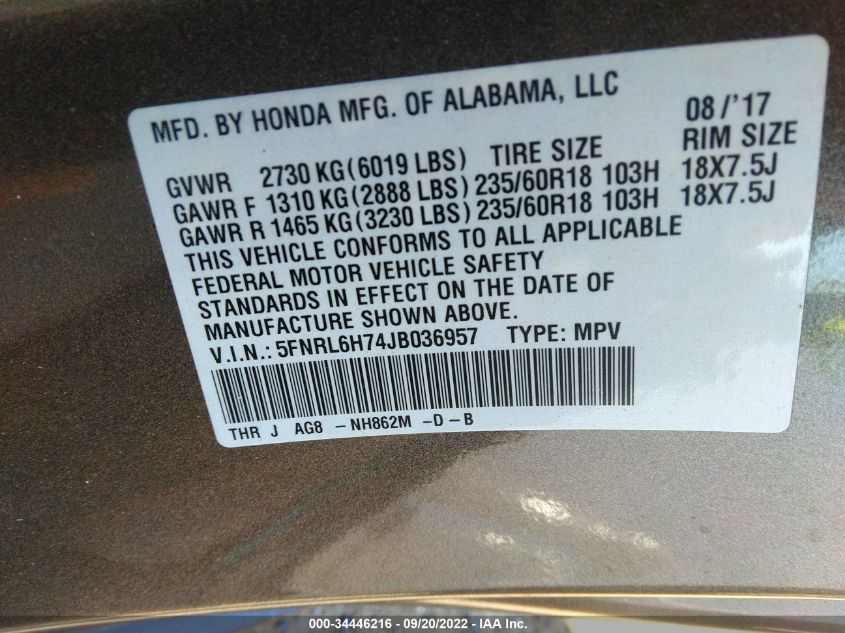 MFD. BY HONDA MFG. OF ALABAMA, LLC 08/'17
GVWR 2730 KG(6019 LBS) TIRE SIZE RIM SIZE
GAWR F 1310 KG(2888 LBS) 235/60R18 103H 18X7.5J
GAWR R 1465 KG(3230 LBS) 235/60R18 103H 18X7.5J
THIS VEHICLE CONFORMS TO ALL APPLICABLE
FEDERAL MOTOR VEHICLE SAFETY
STANDARDS IN EFFECT ON THE DATE OF
MANUFACTURE SHOWN ABOVE.
V.I.N.: 5FNRL6H74JB036957 TYPE: MPV
THR J AG8 -NH862M -D-B
000-34446216 - 09/20/2022 - IAA Inc.